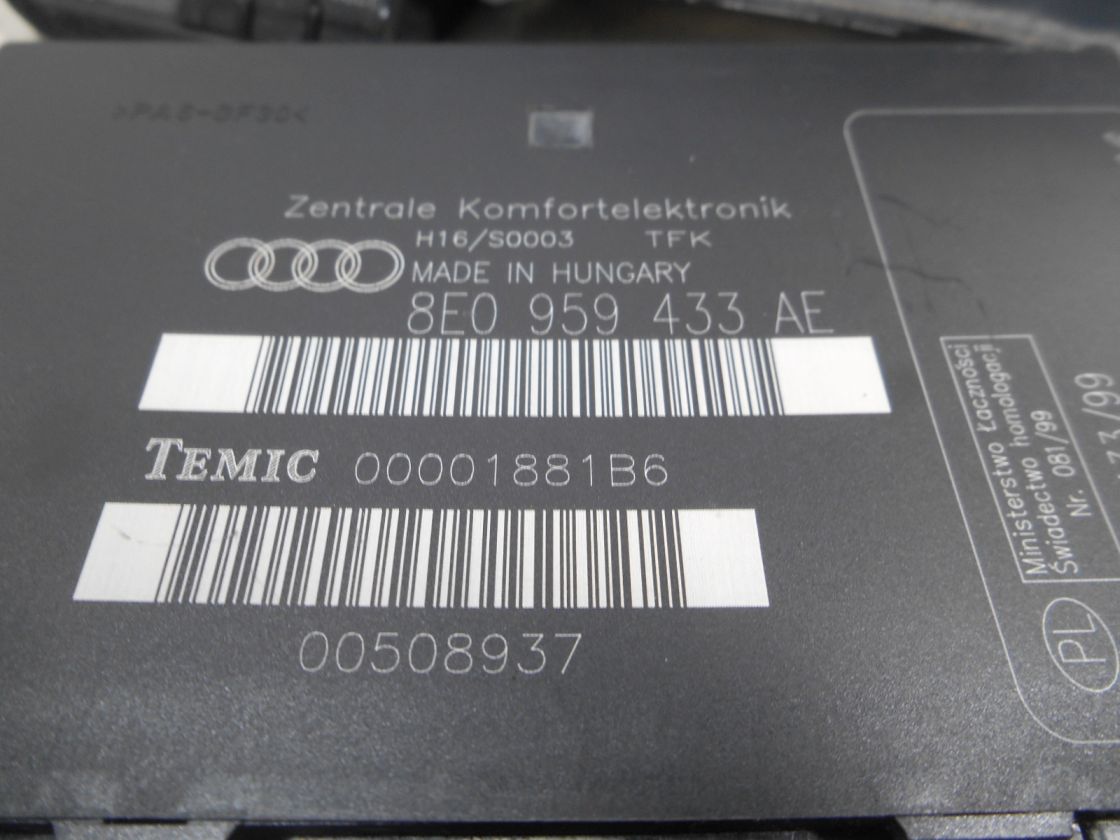 Zentrale Komfortelektronik
H16/S0003 TFK
MADE IN HUNGARY
8E0 959 433 AE
TEMIC 00001881B6
00508937
Ministerstwo Łaczności
Świadectwo homologacji
Nr. 081/99
PL